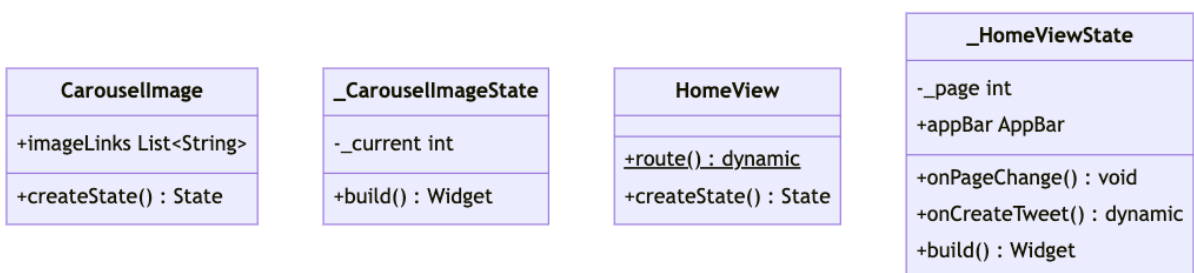 CarouselImage
+imageLinks List<String>
+createState() : State
_CarouselImageState
-_current int
+build() : Widget
HomeView
+route() : dynamic
+createState() : State
_HomeViewState
-_page int
+appBar AppBar
+onPageChange() : void
+onCreateTweet() : dynamic
+build() : Widget